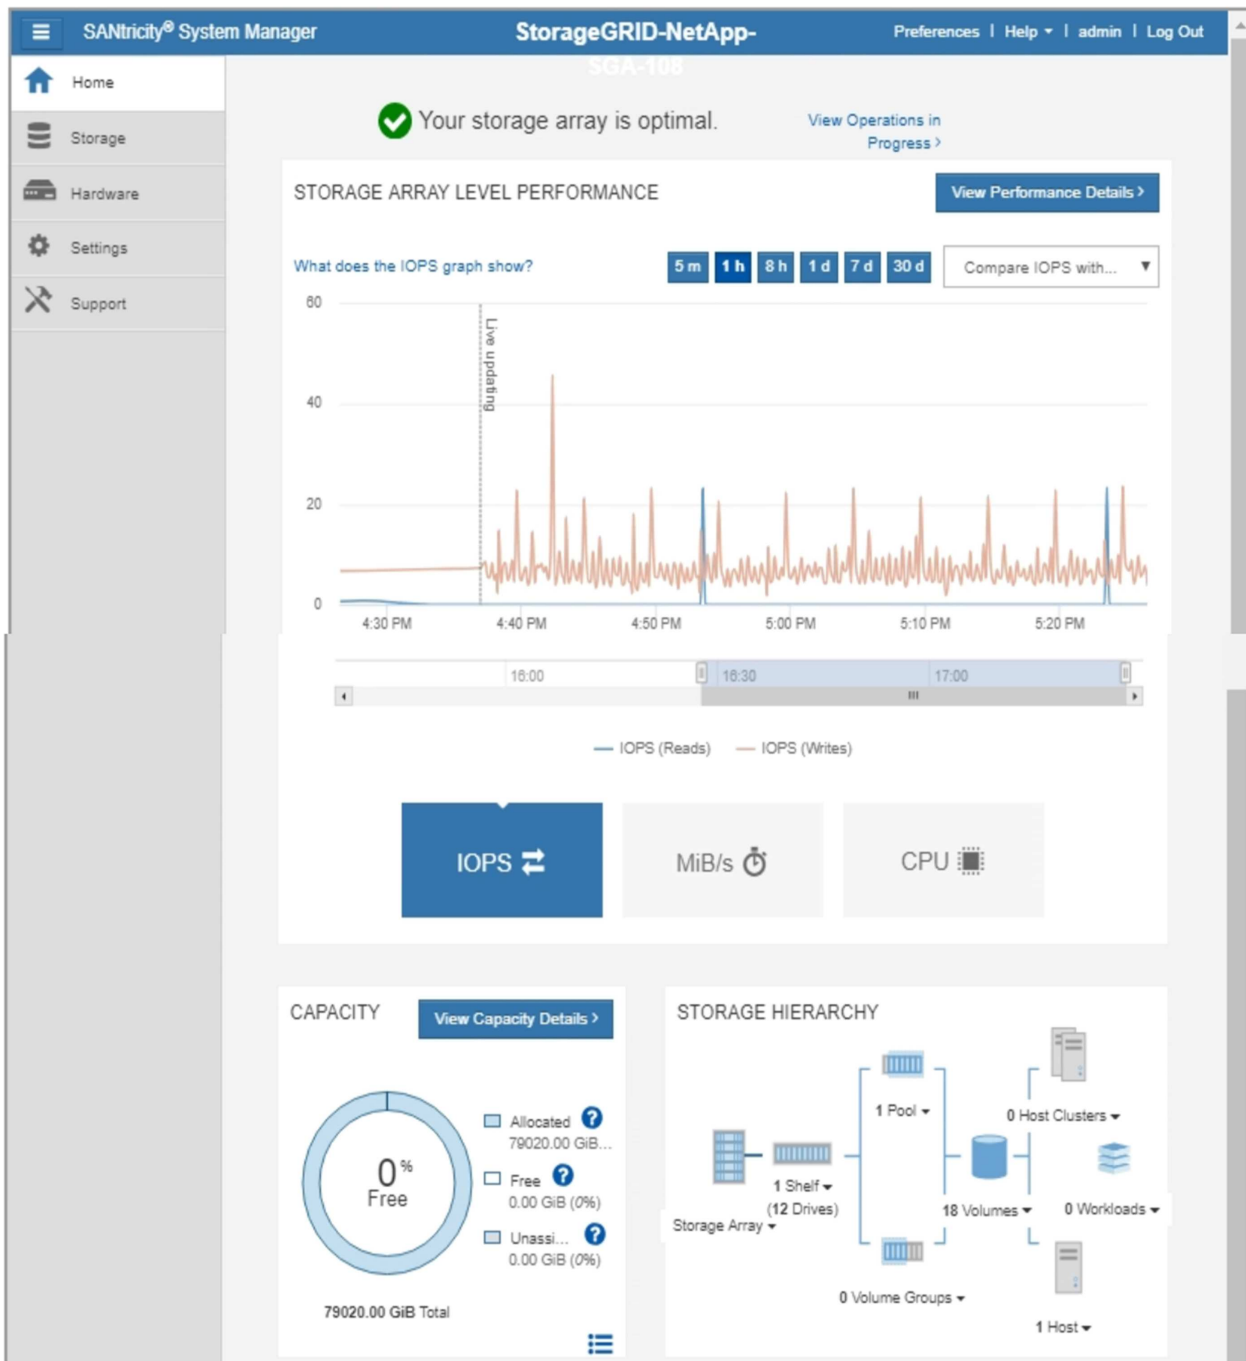 SANtricity® System Manager
StorageGRID-NetApp-
SGA-108
Preferences | Help | admin | Log Out
Home
Storage
Hardware
Settings
Support
Your storage array is optimal.
View Operations in
Progress >
STORAGE ARRAY LEVEL PERFORMANCE
View Performance Details >
What does the IOPS graph show?
5 m 1 h 8 h 1 d 7 d 30 d
Compare IOPS with...
60
40
20
0
Live updating
4:30 PM 4:40 PM 4:50 PM 5:00 PM 5:10 PM 5:20 PM
16:00 16:30 17:00
IOPS (Reads) IOPS (Writes)
IOPS
MiB/s
CPU
CAPACITY
View Capacity Details >
0%
Free
Allocated ?
79020.00 GiB...
Free ?
0.00 GiB (0%)
Unassi... ?
0.00 GiB (0%)
79020.00 GiB Total
STORAGE HIERARCHY
1 Pool
0 Host Clusters
1 Shelf
(12 Drives)
Storage Array
18 Volumes
0 Workloads
0 Volume Groups
1 Host